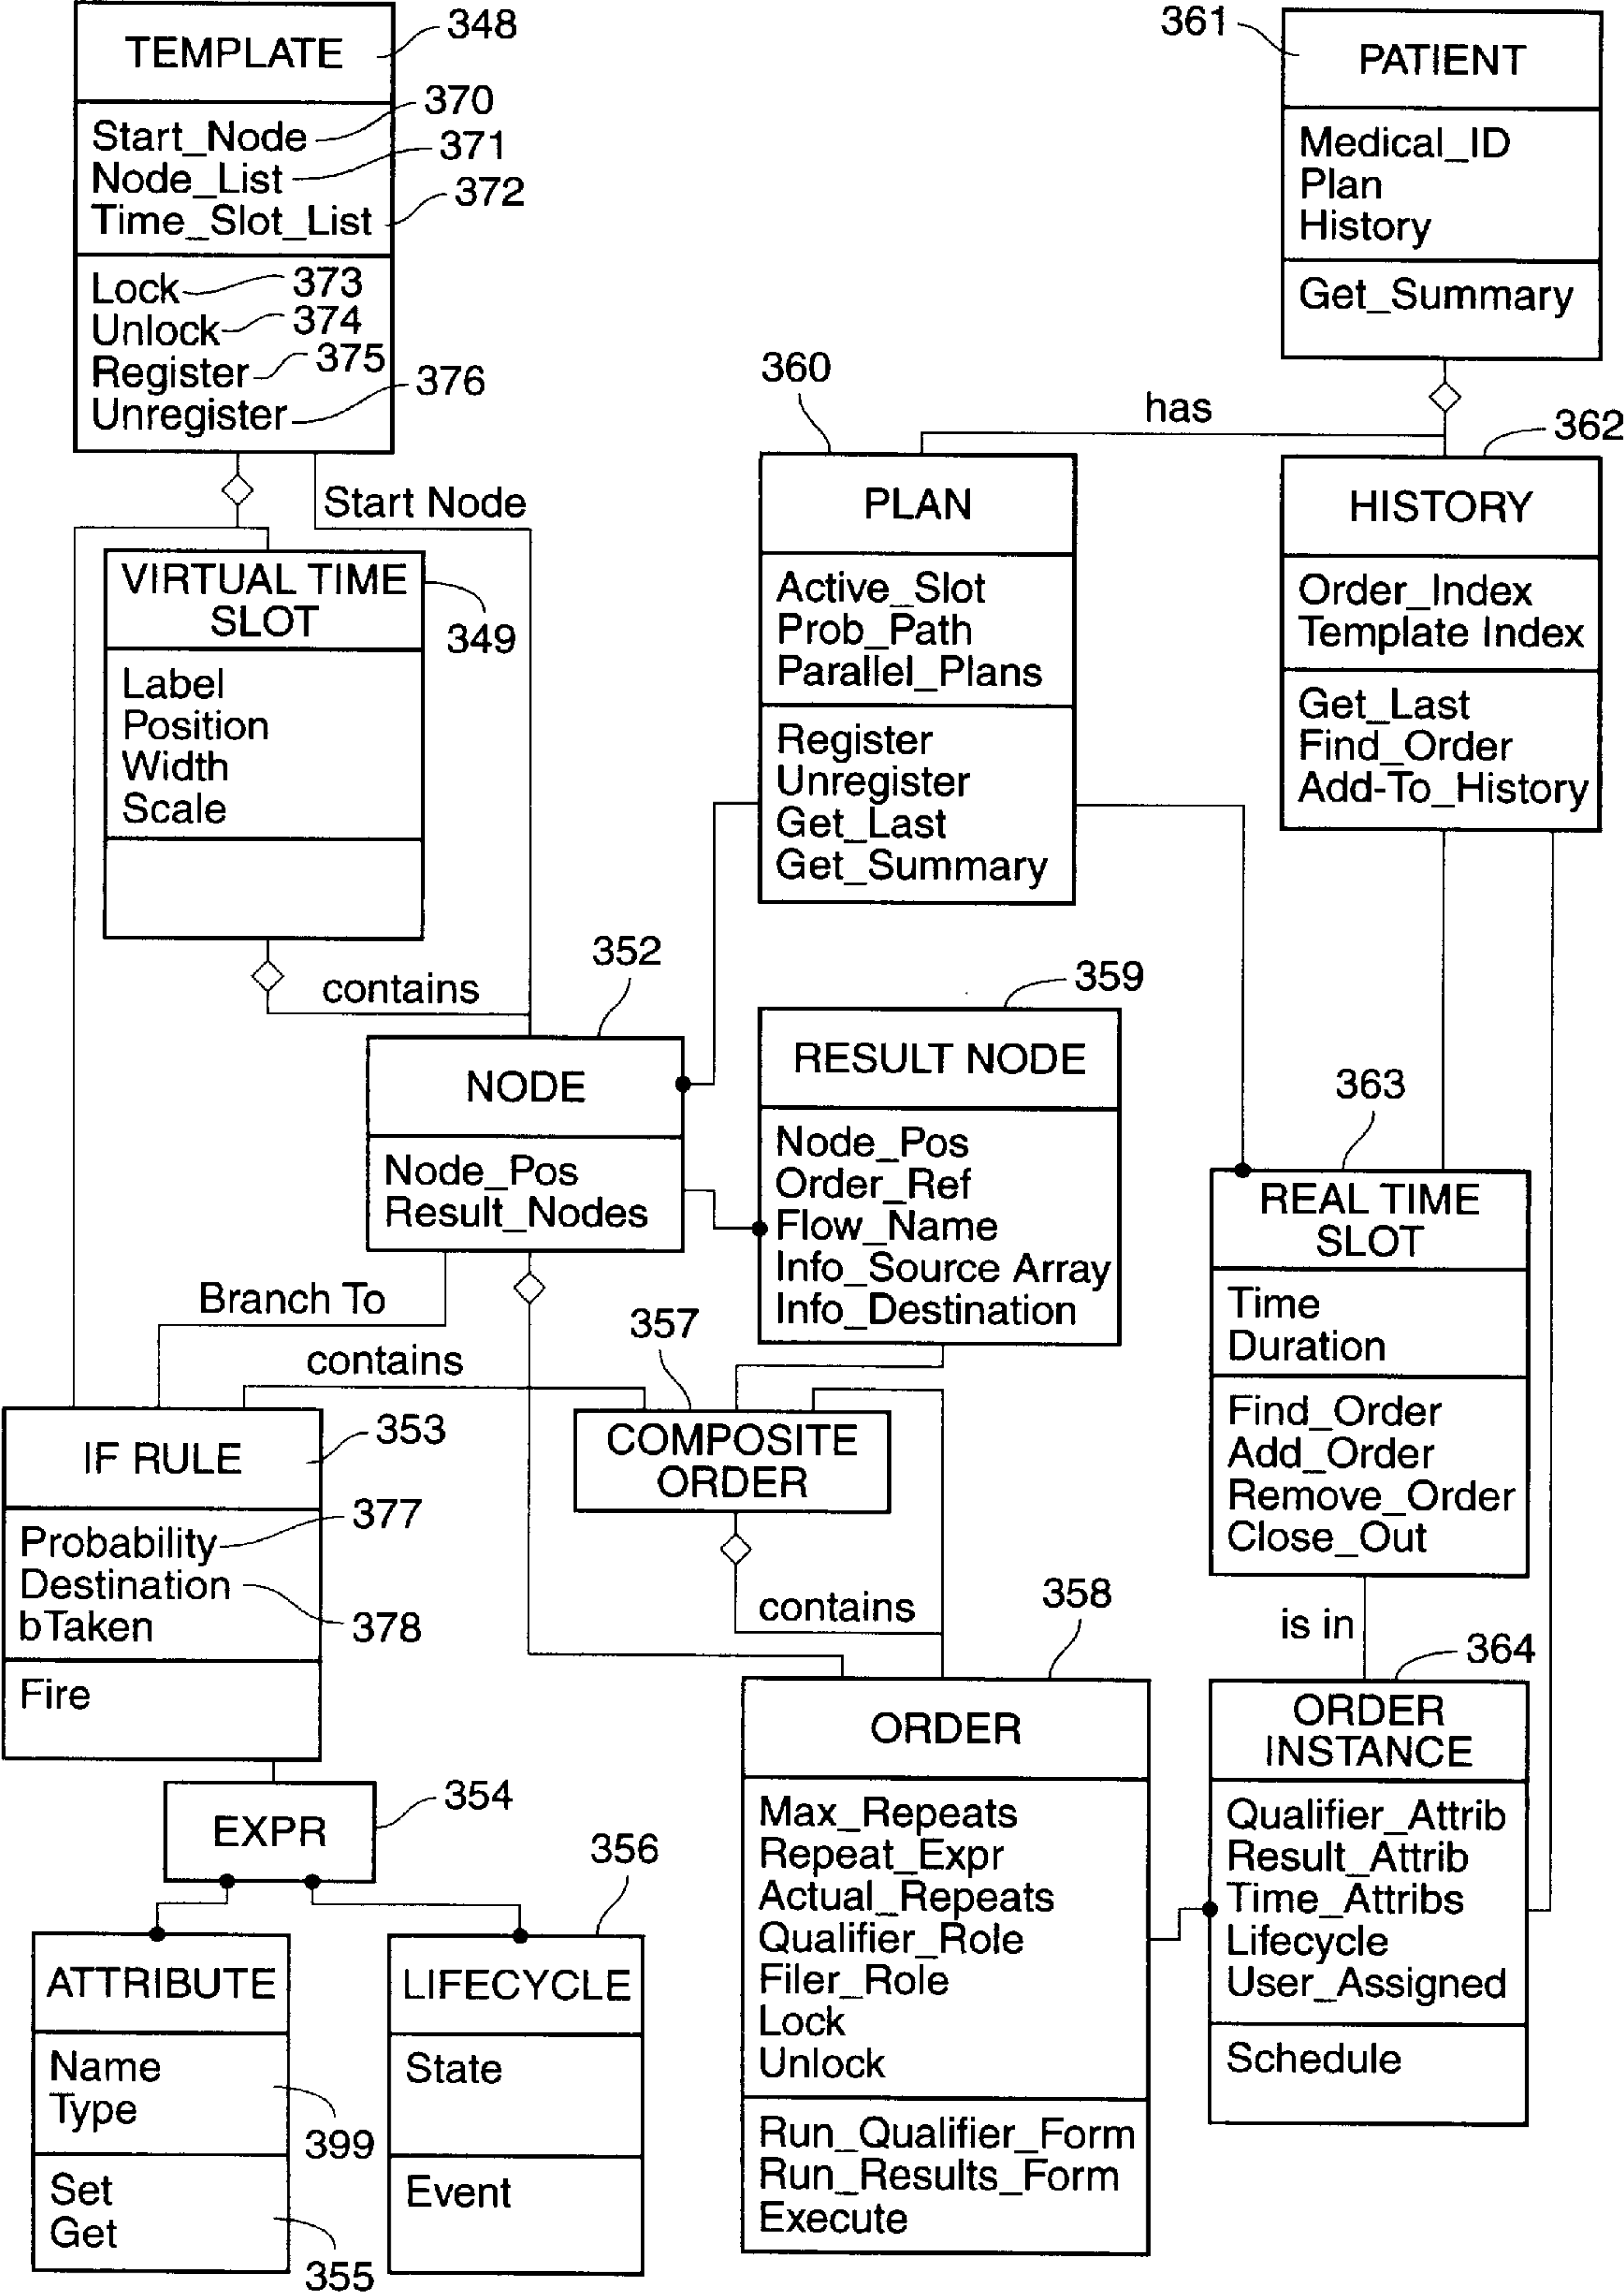 TEMPLATE
348
Start_Node
370
Node_List
371
Time_Slot_List
372
Lock
373
Unlock
374
Register
375
Unregister
376
361
PATIENT
Medical_ID
Plan
History
Get_Summary
Start Node
has
360
PLAN
Active_Slot
Prob_Path
Parallel_Plans
Register
Unregister
Get_Last
Get_Summary
362
HISTORY
Order_Index
Template Index
Get_Last
Find_Order
Add-To_History
VIRTUAL TIME
SLOT
349
Label
Position
Width
Scale
contains
352
NODE
Node_Pos
Result_Nodes
359
RESULT NODE
Node_Pos
Order_Ref
Flow_Name
Info_Source Array
Info_Destination
363
REAL TIME
SLOT
Time
Duration
Find_Order
Add_Order
Remove_Order
Close_Out
Branch To
contains
357
COMPOSITE
ORDER
contains
353
IF RULE
377
Probability
Destination
bTaken
378
Fire
354
EXPR
ATTRIBUTE
Name
Type
399
Set
Get
355
356
LIFECYCLE
State
Event
358
ORDER
Max_Repeats
Repeat_Expr
Actual_Repeats
Qualifier_Role
Filer_Role
Lock
Unlock
Run_Qualifier_Form
Run_Results_Form
Execute
is in
364
ORDER
INSTANCE
Qualifier_Attrib
Result_Attrib
Time_Attribs
Lifecycle
User_Assigned
Schedule